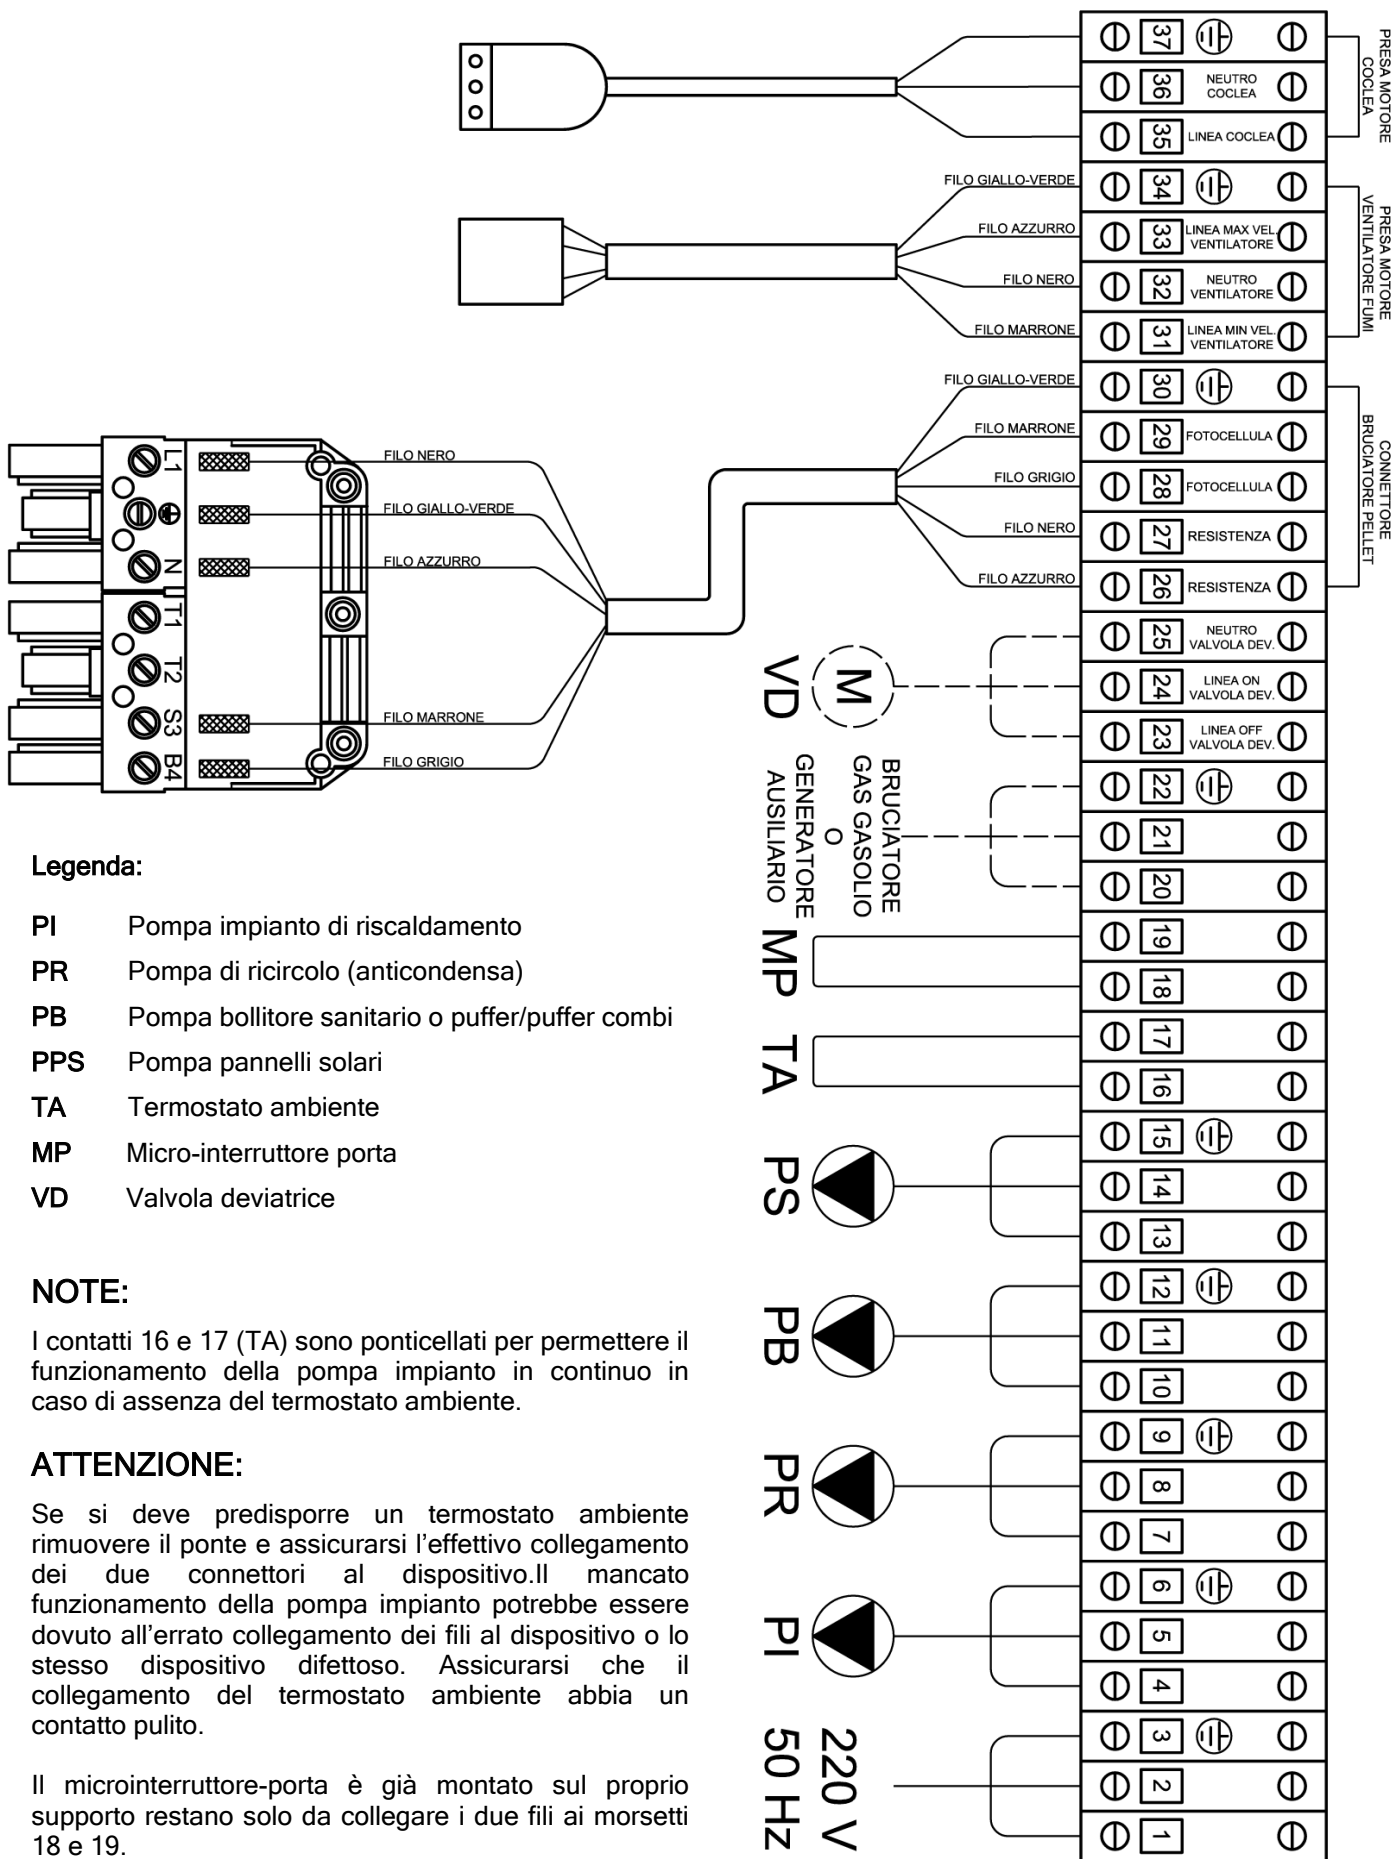 37
36
NEUTRO
COCLEA
35
LINEA COCLEA
PRESA MOTORE
COCLEA
FILO GIALLO-VERDE
34
FILO AZZURRO
33
LINEA MAX VEL.
VENTILATORE
FILO NERO
32
NEUTRO
VENTILATORE
FILO MARRONE
31
LINEA MIN VEL.
VENTILATORE
PRESA MOTORE
VENTILATORE FUMI
FILO GIALLO-VERDE
30
FILO MARRONE
29
FOTOCELLULA
FILO GRIGIO
28
FOTOCELLULA
FILO NERO
27
RESISTENZA
FILO AZZURRO
26
RESISTENZA
CONNETTORE
BRUCIATORE PELLET
L1
FILO NERO
FILO GIALLO-VERDE
N
FILO AZZURRO
T1
T2
S3
FILO MARRONE
B4
FILO GRIGIO
25
NEUTRO
VALVOLA DEV.
24
LINEA ON
VALVOLA DEV.
23
LINEA OFF
VALVOLA DEV.
M
VD
22
21
20
BRUCIATORE
GAS GASOLIO
O
GENERATORE
AUSILIARIO
19
18
MP
17
16
TA
15
14
13
PS
12
11
10
PB
9
8
7
PR
6
5
4
PI
3
2
1
220 V
50 Hz
Legenda:
PI Pompa impianto di riscaldamento
PR Pompa di ricircolo (anticondensa)
PB Pompa bollitore sanitario o puffer/puffer combi
PPS Pompa pannelli solari
TA Termostato ambiente
MP Micro-interruttore porta
VD Valvola deviatrice
NOTE:
I contatti 16 e 17 (TA) sono ponticellati per permettere il
funzionamento della pompa impianto in continuo in
caso di assenza del termostato ambiente.
ATTENZIONE:
Se si deve predisporre un termostato ambiente
rimuovere il ponte e assicurarsi l'effettivo collegamento
dei due connettori al dispositivo.Il mancato
funzionamento della pompa impianto potrebbe essere
dovuto all'errato collegamento dei fili al dispositivo o lo
stesso dispositivo difettoso. Assicurarsi che il
collegamento del termostato ambiente abbia un
contatto pulito.
Il microinterruttore-porta è già montato sul proprio
supporto restano solo da collegare i due fili ai morsetti
18 e 19.